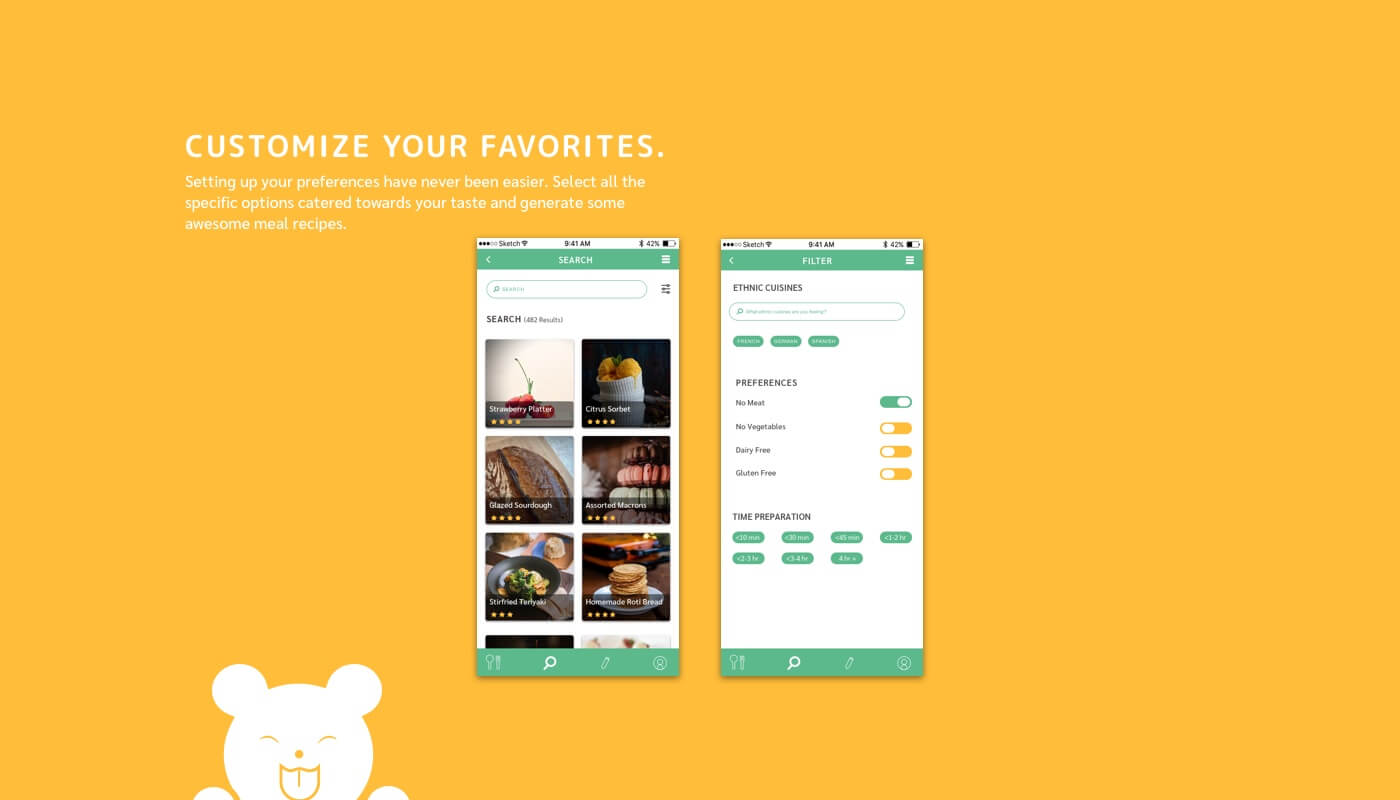 CUSTOMIZE YOUR FAVORITES.
Setting up your preferences have never been easier. Select all the
specific options catered towards your taste and generate some
awesome meal recipes.
Sketch 9:41 AM 42%
SEARCH
SEARCH
SEARCH (482 Results)
Strawberry Platter
Citrus Sorbet
Glazed Sourdough
Assorted Macrons
Stirfried Teriyaki
Homemade Roti Bread
Sketch 9:41 AM 42%
FILTER
ETHNIC CUISINES
What ethnic cuisines are you feeling?
FRENCH GERMAN SPANISH
PREFERENCES
No Meat
No Vegetables
Dairy Free
Gluten Free
TIME PREPARATION
<10 min <30 min <45 min <1-2 hr
<2-3 hr <3-4 hr 4 hr +